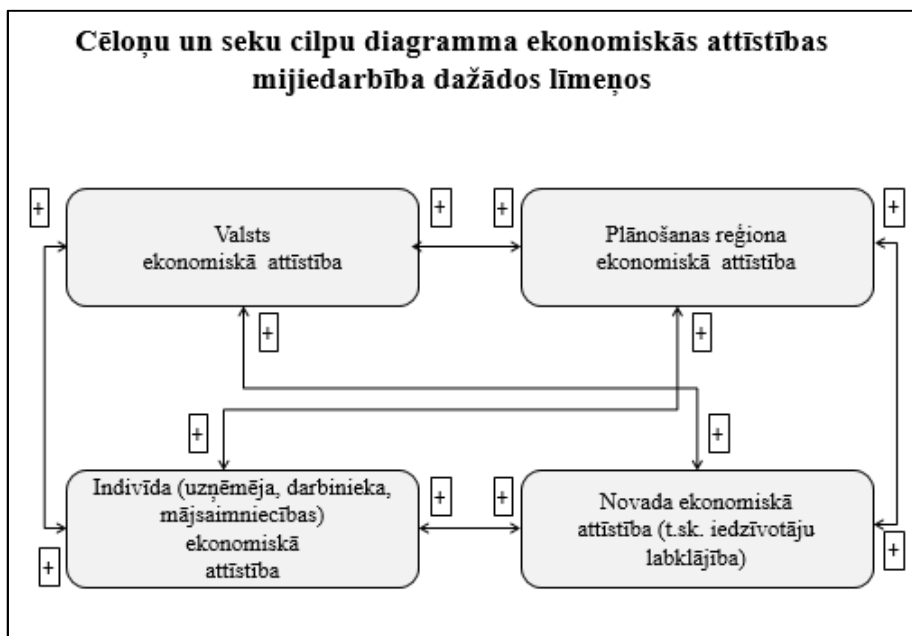 Cēloņu un seku cilpu diagramma ekonomiskās attīstības
mijiedarbība dažādos līmeņos
+
+
+
+
Valsts
ekonomiskā attīstība
Plānošanas reģiona
ekonomiskā attīstība
+
+
+
+
Indivīda (uzņēmēja, darbinieka,
mājsaimniecības)
ekonomiskā
attīstība
+
+
Novada ekonomiskā
attīstība (t.sk. iedzīvotāju
labklājība)
+
+